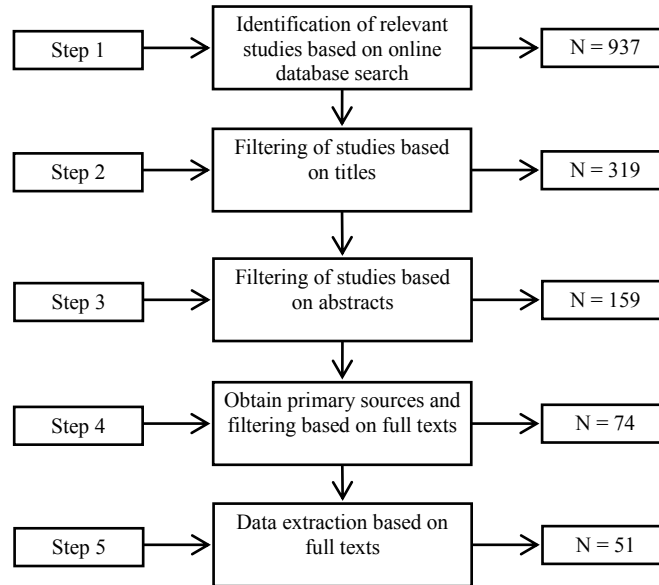 Step 1
Identification of relevant
studies based on online
database search
N = 937
Step 2
Filtering of studies based
on titles
N = 319
Step 3
Filtering of studies based
on abstracts
N = 159
Step 4
Obtain primary sources and
filtering based on full texts
N = 74
Step 5
Data extraction based on
full texts
N = 51